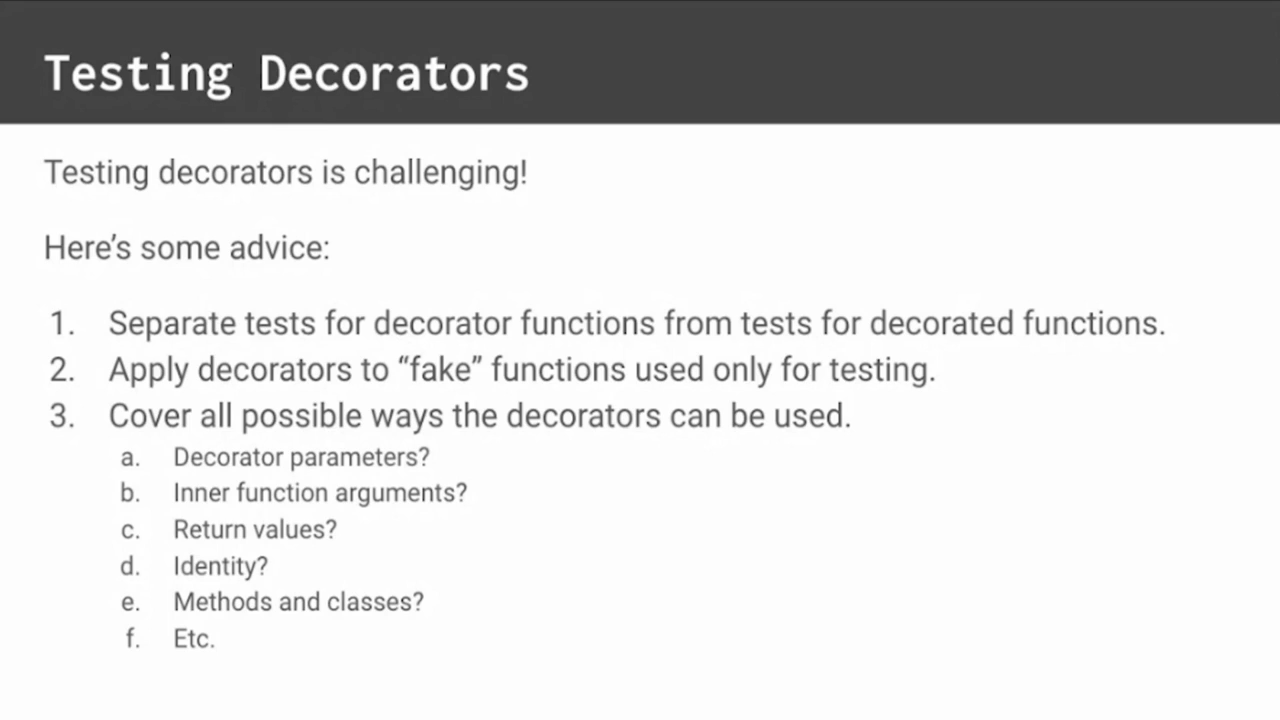 Testing Decorators
Testing decorators is challenging!
Here’s some advice:
1. Separate tests for decorator functions from tests for decorated functions.
2. Apply decorators to “fake” functions used only for testing.
3. Cover all possible ways the decorators can be used.
a. Decorator parameters?
b. Inner function arguments?
c. Return values?
d. Identity?
e. Methods and classes?
f. Etc.